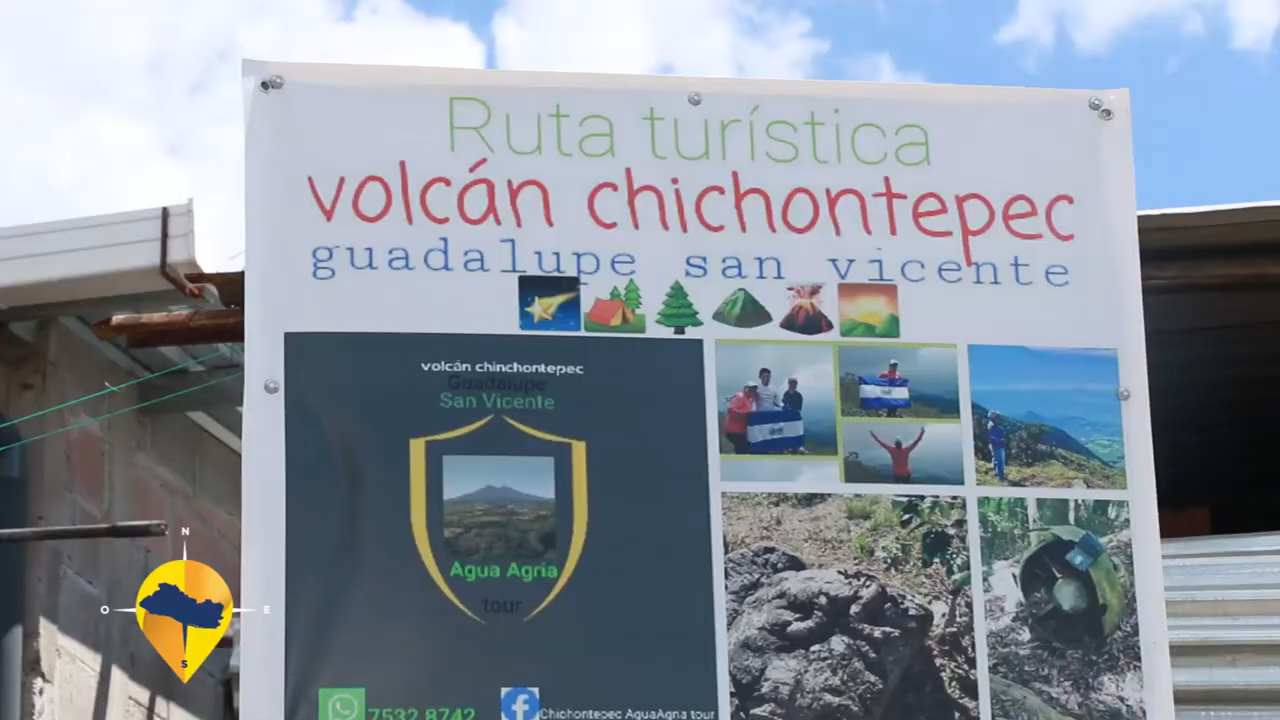 Ruta turística
volcán chichontepec
guadalupe san vicente
volcán chinchontepec
Guadalupe
San Vicente
Agua Agria
tour
7532 8742
Chichontepec AguaAgria tour
N
O
E
S